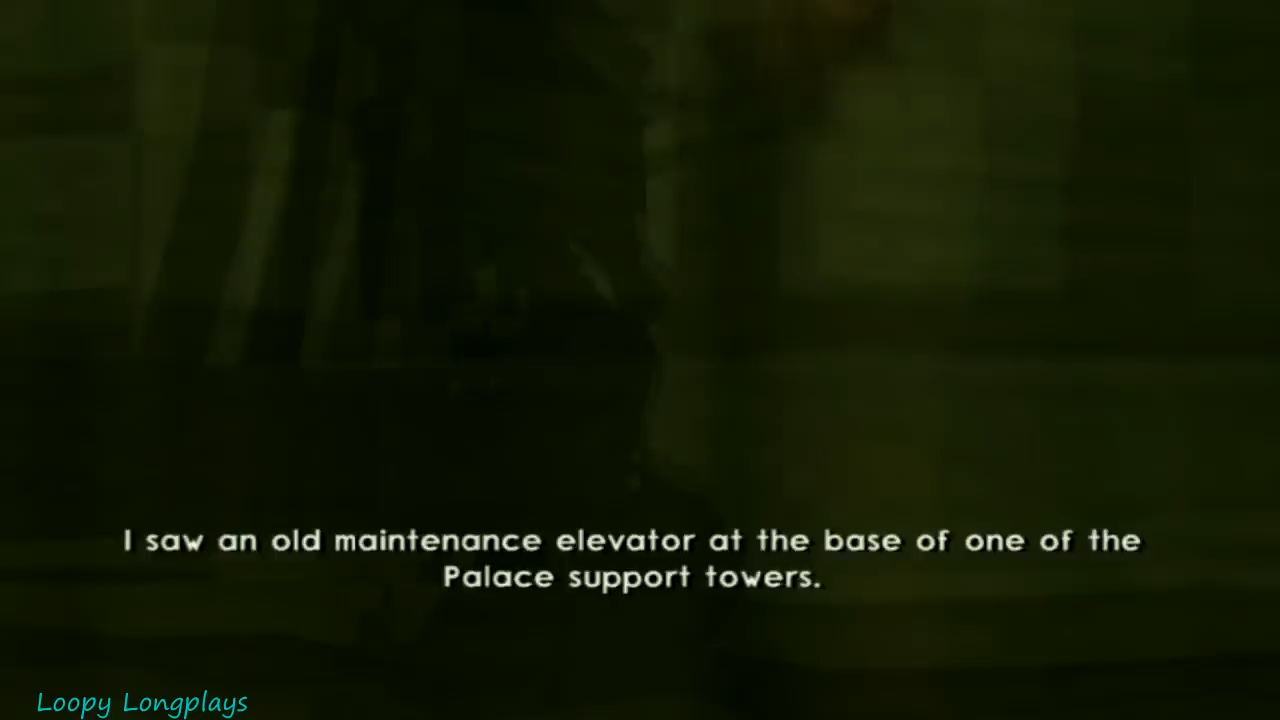 I saw an old maintenance elevator at the base of one of the
Palace support towers.
Loopy Longplays